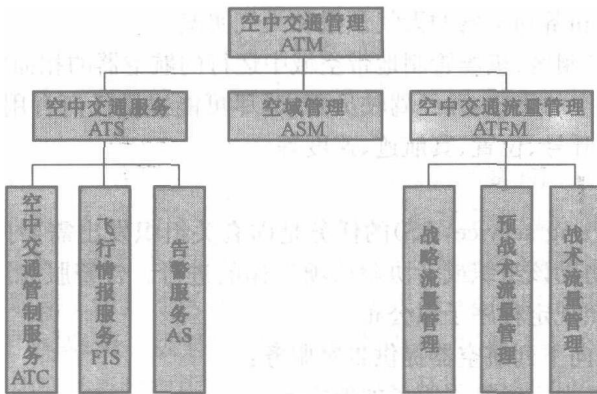 空中交通管理
ATM
空中交通服务
ATS
空域管理
ASM
空中交通流量管理
ATFM
空中交通管制服务
ATC
飞行情报服务
FIS
告警服务
AS
战略流量管理
预战术流量管理
战术流量管理